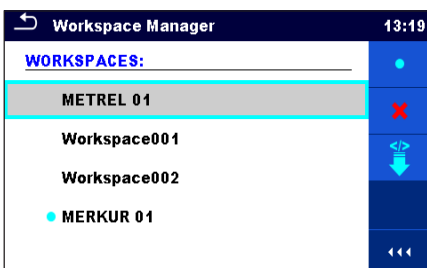 Workspace Manager
13:19
WORKSPACES:
METREL 01
Workspace001
Workspace002
MERKUR 01